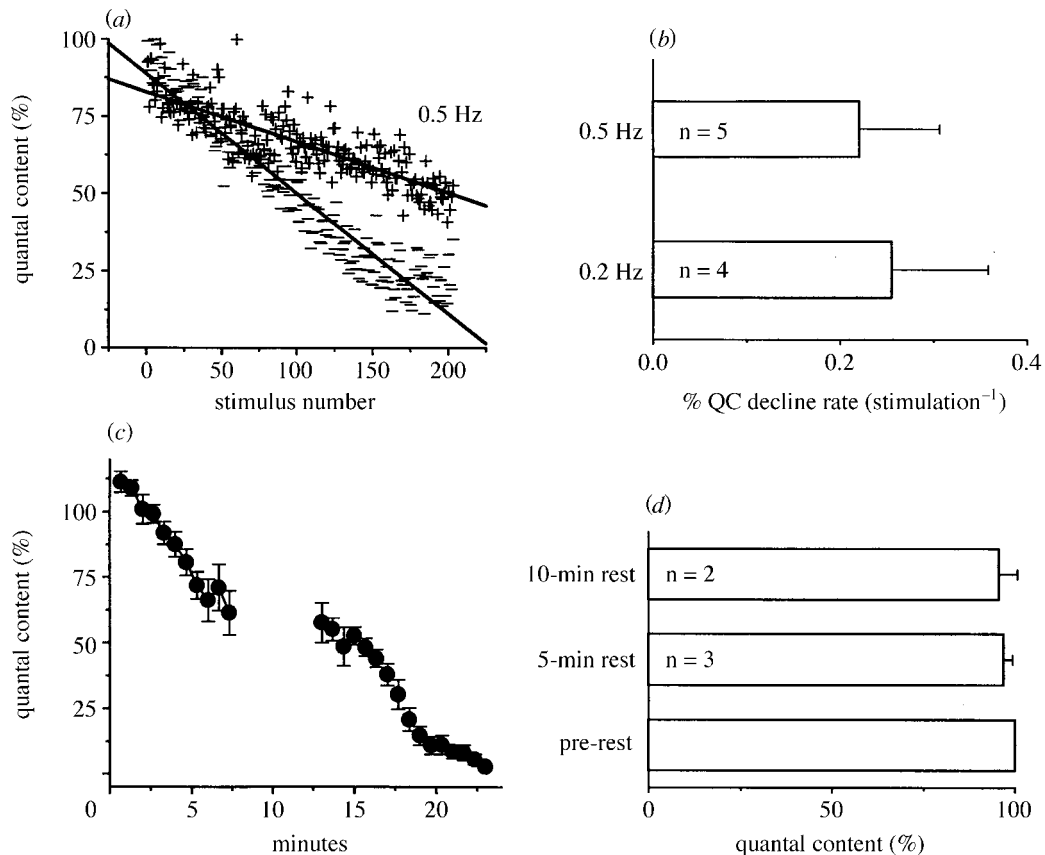 (a)
100
75
50
25
0
quantal content (%)
0.5 Hz
0 50 100 150 200
stimulus number
(b)
0.5 Hz
n = 5
0.2 Hz
n = 4
0.0 0.2 0.4
% QC decline rate (stimulation⁻¹)
(c)
100
75
50
25
quantal content (%)
0 5 10 15 20
minutes
(d)
10-min rest
n = 2
5-min rest
n = 3
pre-rest
0 50 100
quantal content (%)